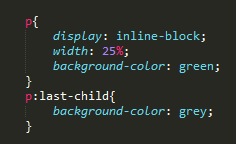 p{
    display: inline-block;
    width: 25%;
    background-color: green;
}
p:last-child{
    background-color: grey;
}